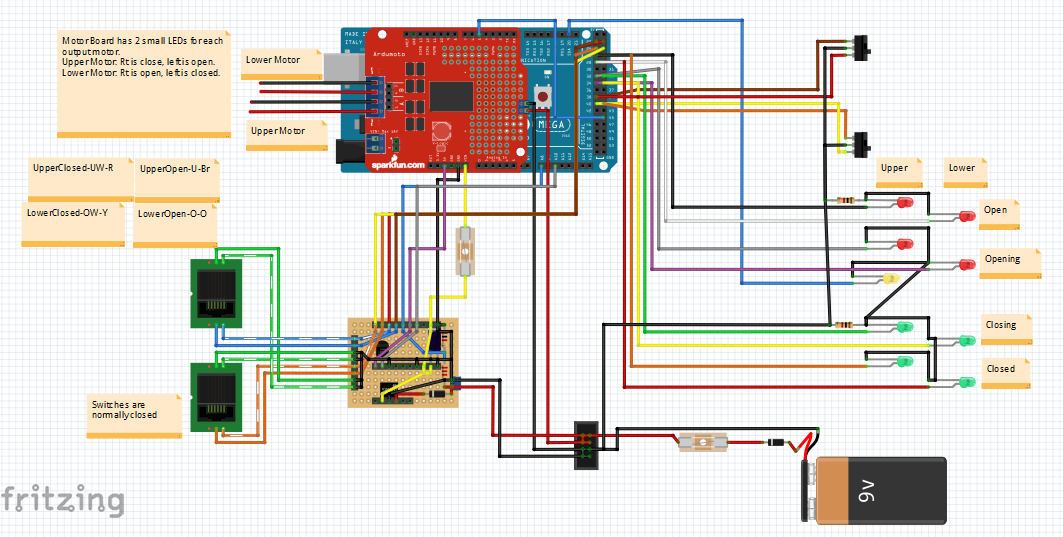 MotorBoard has 2 small LEDs for each
output motor.
Upper Motor: Rt is close, left is open.
Lower Motor: Rt is open, left is closed.
Lower Motor
Upper Motor
MADE I
Ardumoto
sparkfun.com
MEGA
UpperClosed-UW-R
UpperOpen-U-Br
LowerClosed-OW-Y
LowerOpen-O-O
Upper
Lower
Open
Opening
Closing
Closed
Switches are
normally closed
9v
fritzing